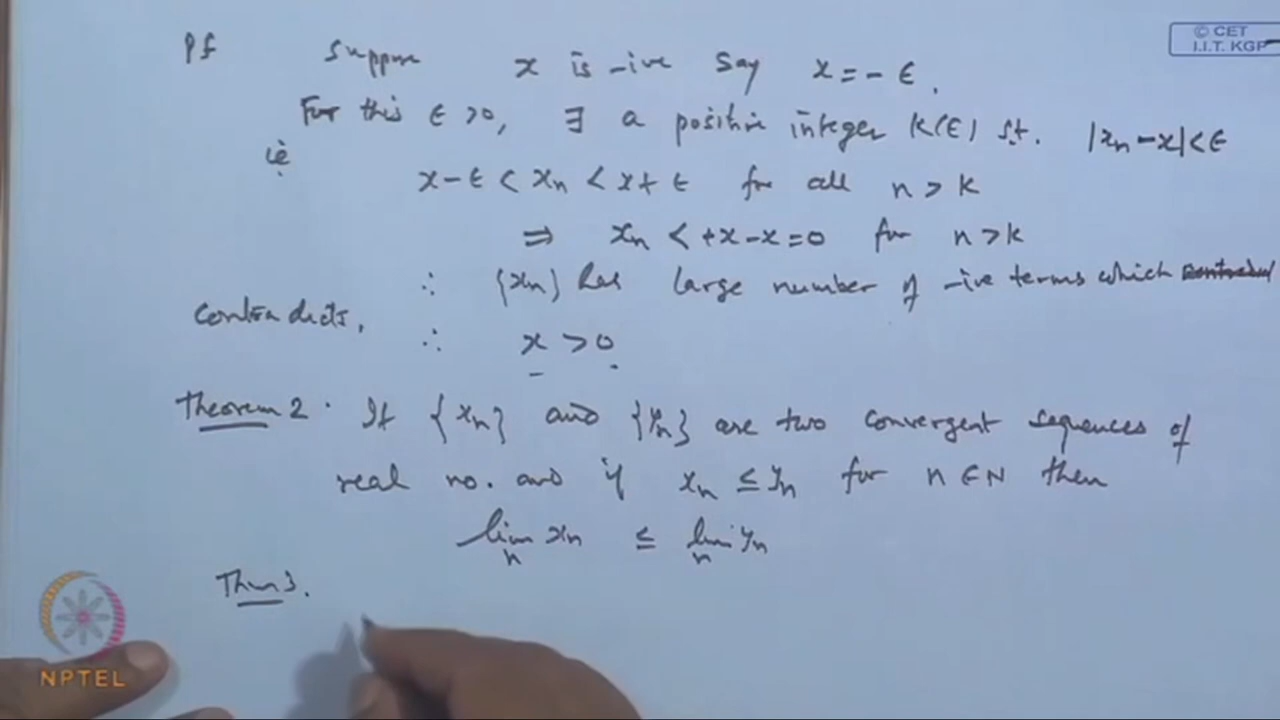 © CET
I.I.T. KGP
Pf Suppose x is -ive say x = - ϵ.
For this ϵ >0, ∃ a positive integer K(ϵ) st. |xn - x| < ϵ
ie
x - ϵ < xn < x + ϵ for all n > K
⇒ xn < +x - x = 0 for n > K
∴ {xn} has large number of -ive terms which
contradicts.
∴ x > 0.
Theorem 2. If {xn} and {yn} are two convergent sequences of
real no. and if xn ≤ yn for n ∈ N then
lim n xn ≤ lim n yn
Thm 3.
NPTEL